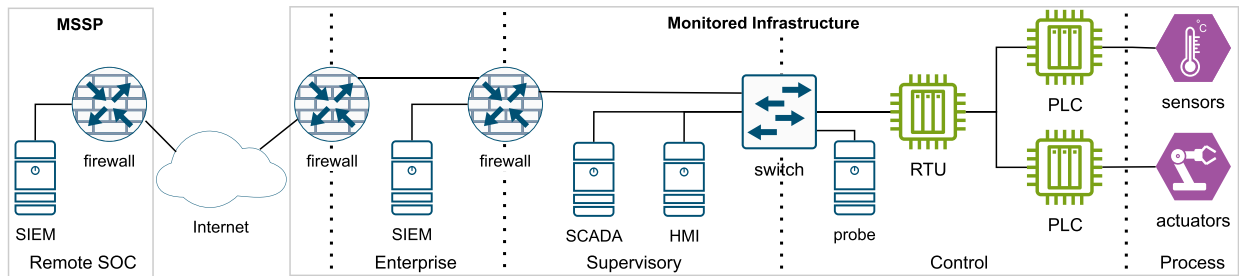 MSSP
Monitored Infrastructure
°C
firewall
firewall
firewall
switch
RTU
PLC
sensors
SIEM
Internet
SIEM
SCADA
HMI
probe
PLC
actuators
Remote SOC
Enterprise
Supervisory
Control
Process